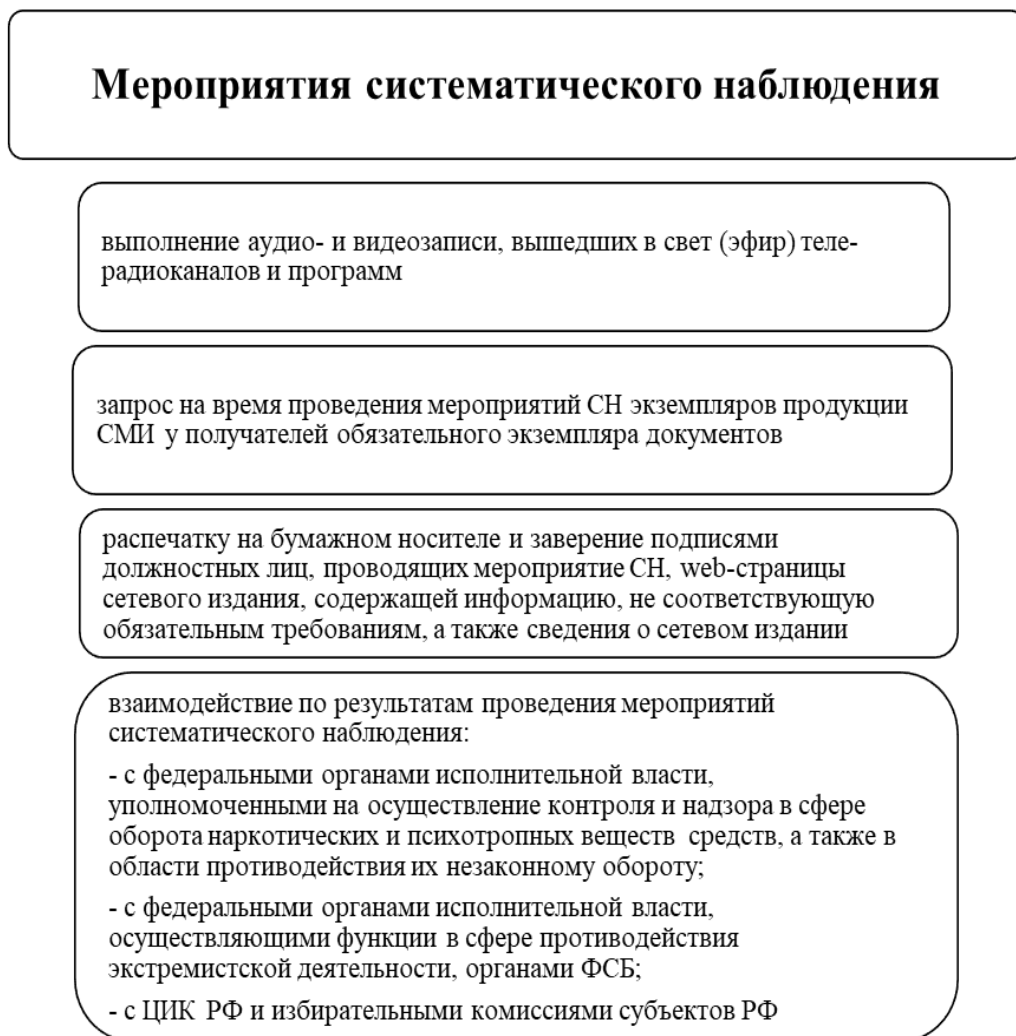 Мероприятия систематического наблюдения
выполнение аудио- и видеозаписи, вышедших в свет (эфир) теле-
радиоканалов и программ
запрос на время проведения мероприятий СН экземпляров продукции
СМИ у получателей обязательного экземпляра документов
распечатку на бумажном носителе и заверение подписями
должностных лиц, проводящих мероприятие СН, web-страницы
сетевого издания, содержащей информацию, не соответствующую
обязательным требованиям, а также сведения о сетевом издании
взаимодействие по результатам проведения мероприятий
систематического наблюдения:
- с федеральными органами исполнительной власти,
уполномоченными на осуществление контроля и надзора в сфере
оборота наркотических и психотропных веществ средств, а также в
области противодействия их незаконному обороту;
- с федеральными органами исполнительной власти,
осуществляющими функции в сфере противодействия
экстремистской деятельности, органами ФСБ;
- с ЦИК РФ и избирательными комиссиями субъектов РФ